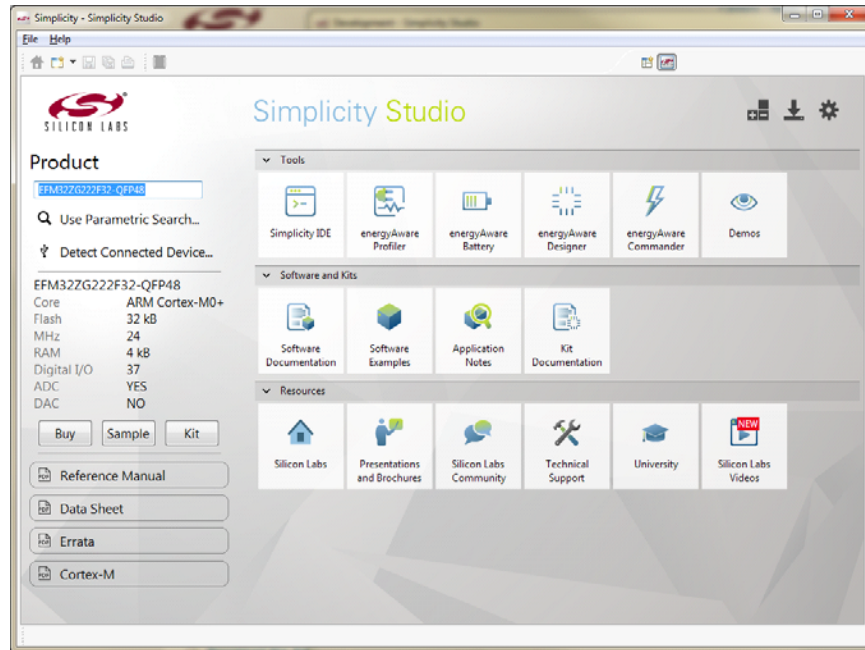 Simplicity - Simplicity Studio
File Help
SILICON LABS
Simplicity Studio
Product
EFM32ZG222F32-QFP48
Use Parametric Search...
Detect Connected Device...
EFM32ZG222F32-QFP48
Core ARM Cortex-M0+
Flash 32 kB
MHz 24
RAM 4 kB
Digital I/O 37
ADC YES
DAC NO
Buy Sample Kit
Reference Manual
Data Sheet
Errata
Cortex-M
Tools
Simplicity IDE
energyAware
Profiler
energyAware
Battery
energyAware
Designer
energyAware
Commander
Demos
Software and Kits
Software
Documentation
Software
Examples
Application
Notes
Kit
Documentation
Resources
Silicon Labs
Presentations
and Brochures
Silicon Labs
Community
Technical
Support
University
NEW
Silicon Labs
Videos